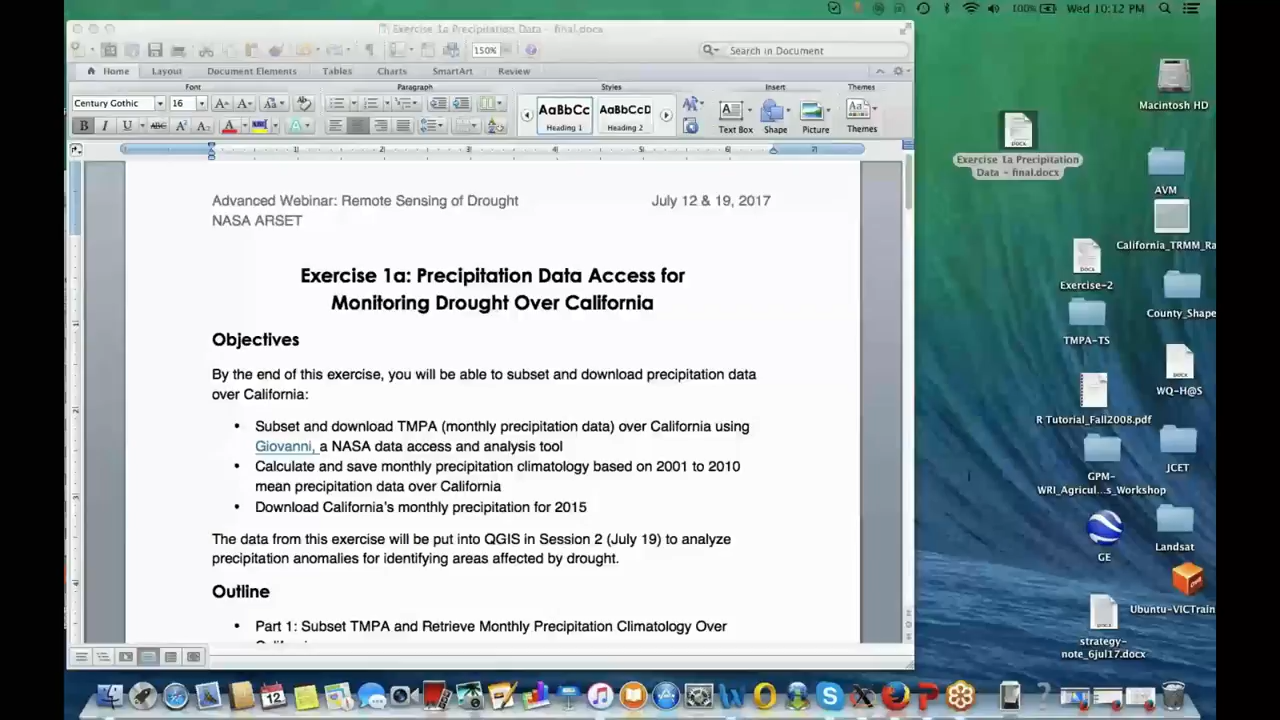 100% Wed 10:12 PM
Exercise 1a Precipitation Data - final.docx
150%
Search in Document
Home Layout Document Elements Tables Charts SmartArt Review
Font Paragraph Styles Insert Themes
Century Gothic 16 AaBbCc AaBbCcD
Heading 1 Heading 2 Text Box Shape Picture Themes
B I U ABC
Advanced Webinar: Remote Sensing of Drought July 12 & 19, 2017
NASA ARSET
Exercise 1a: Precipitation Data Access for
Monitoring Drought Over California
Objectives
By the end of this exercise, you will be able to subset and download precipitation data
over California:
• Subset and download TMPA (monthly precipitation data) over California using
Giovanni, a NASA data access and analysis tool
• Calculate and save monthly precipitation climatology based on 2001 to 2010
mean precipitation data over California
• Download California's monthly precipitation for 2015
The data from this exercise will be put into QGIS in Session 2 (July 19) to analyze
precipitation anomalies for identifying areas affected by drought.
Outline
• Part 1: Subset TMPA and Retrieve Monthly Precipitation Climatology Over
Macintosh HD
Exercise 1a Precipitation
Data - final.docx
AVM
California_TRMM_Ra
Exercise-2
County_Shape
TMPA-TS
WQ-H@S
R Tutorial_Fall2008.pdf
JCET
GPM-
WRI_Agricul...s_Workshop
GE
Landsat
Ubuntu-VICTrain
strategy-
note_6jul17.docx
12